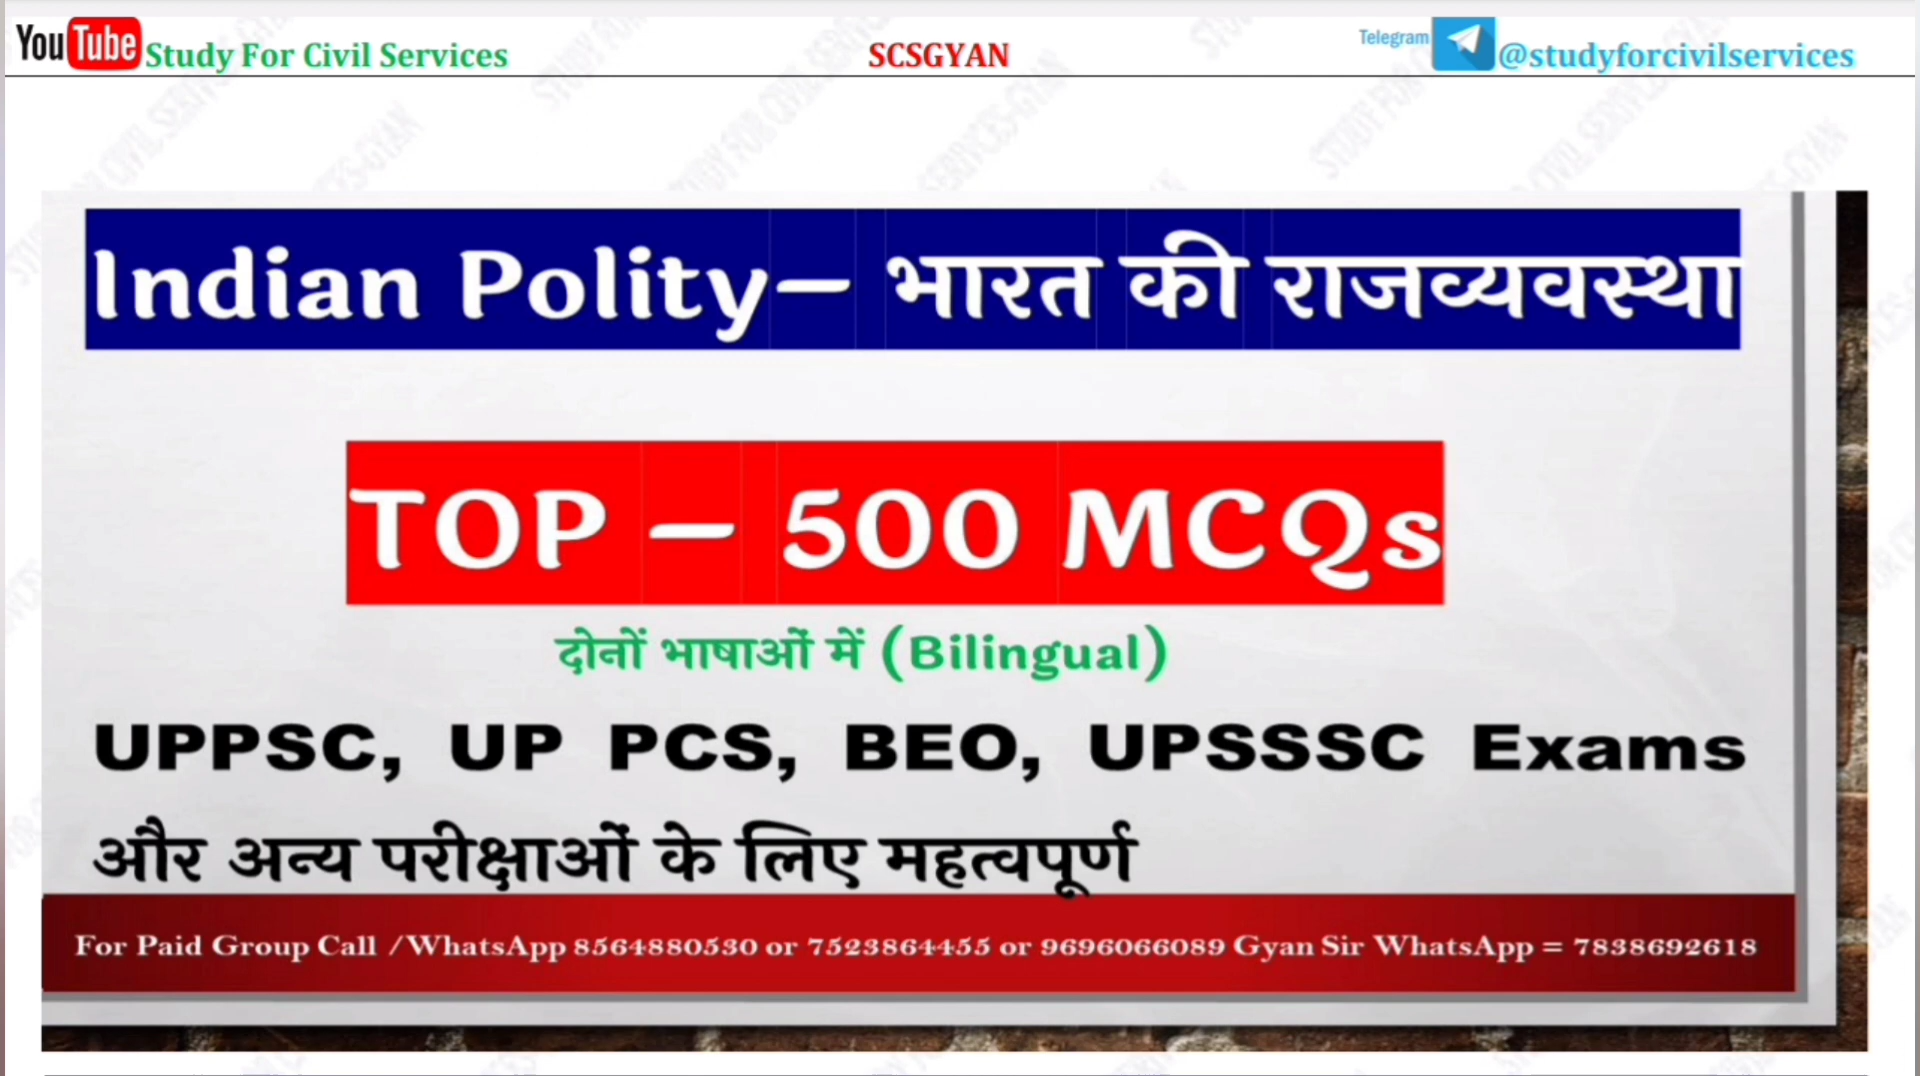 YouTube Study For Civil Services SCSGYAN Telegram @studyforcivilservices
Indian Polity– भारत की राजव्यवस्था
TOP – 500 MCQs
दोनों भाषाओं में (Bilingual)
UPPSC, UP PCS, BEO, UPSSSC Exams
और अन्य परीक्षाओं के लिए महत्वपूर्ण
For Paid Group Call /WhatsApp 8564880530 or 7523864455 or 9696066089 Gyan Sir WhatsApp = 7838692618